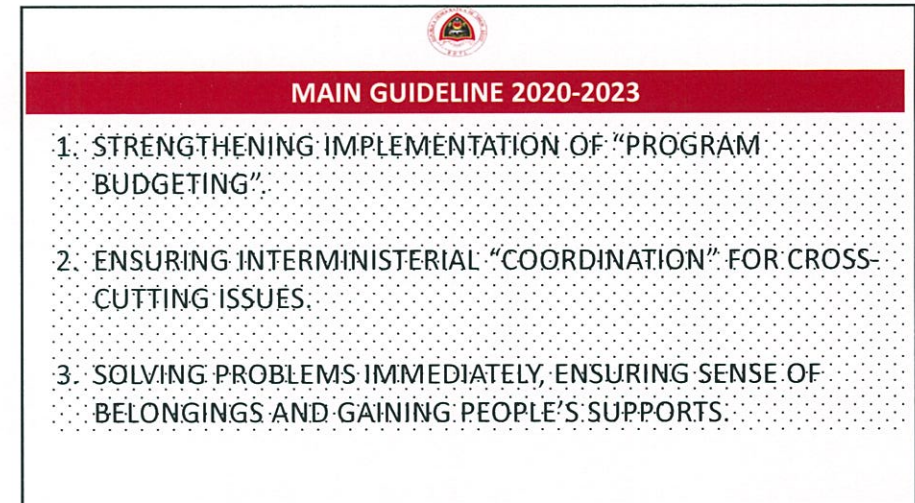 MAIN GUIDELINE 2020-2023
1. STRENGTHENING IMPLEMENTATION OF “PROGRAM
BUDGETING”.
2. ENSURING INTERMINISTERIAL “COORDINATION” FOR CROSS-
CUTTING ISSUES.
3. SOLVING PROBLEMS IMMEDIATELY, ENSURING SENSE OF
BELONGINGS AND GAINING PEOPLE’S SUPPORTS.